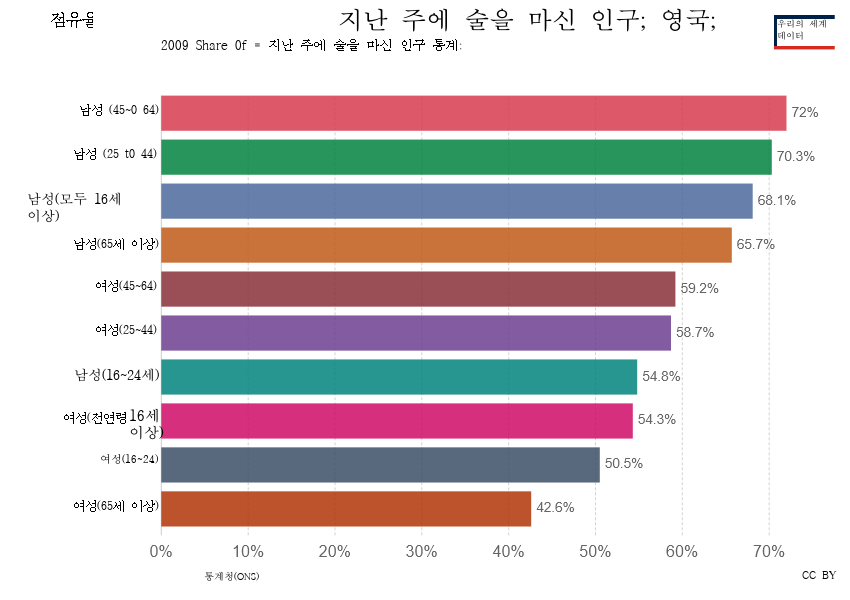 점유율
지난 주에 술을 마신 인구; 영국;
우리의 세계
데이터
2009 Share Of = 지난 주에 술을 마신 인구 통계:
남성 (45~0 64)
72%
남성 (25 t0 44)
70.3%
남성(모두 16세
이상)
68.1%
남성(65세 이상)
65.7%
여성(45~64)
59.2%
여성(25~44)
58.7%
남성(16~24세)
54.8%
여성(전연령 16세
이상)
54.3%
여성(16~24)
50.5%
여성(65세 이상)
42.6%
0% 10% 20% 30% 40% 50% 60% 70%
통계청(ONS)
CC BY